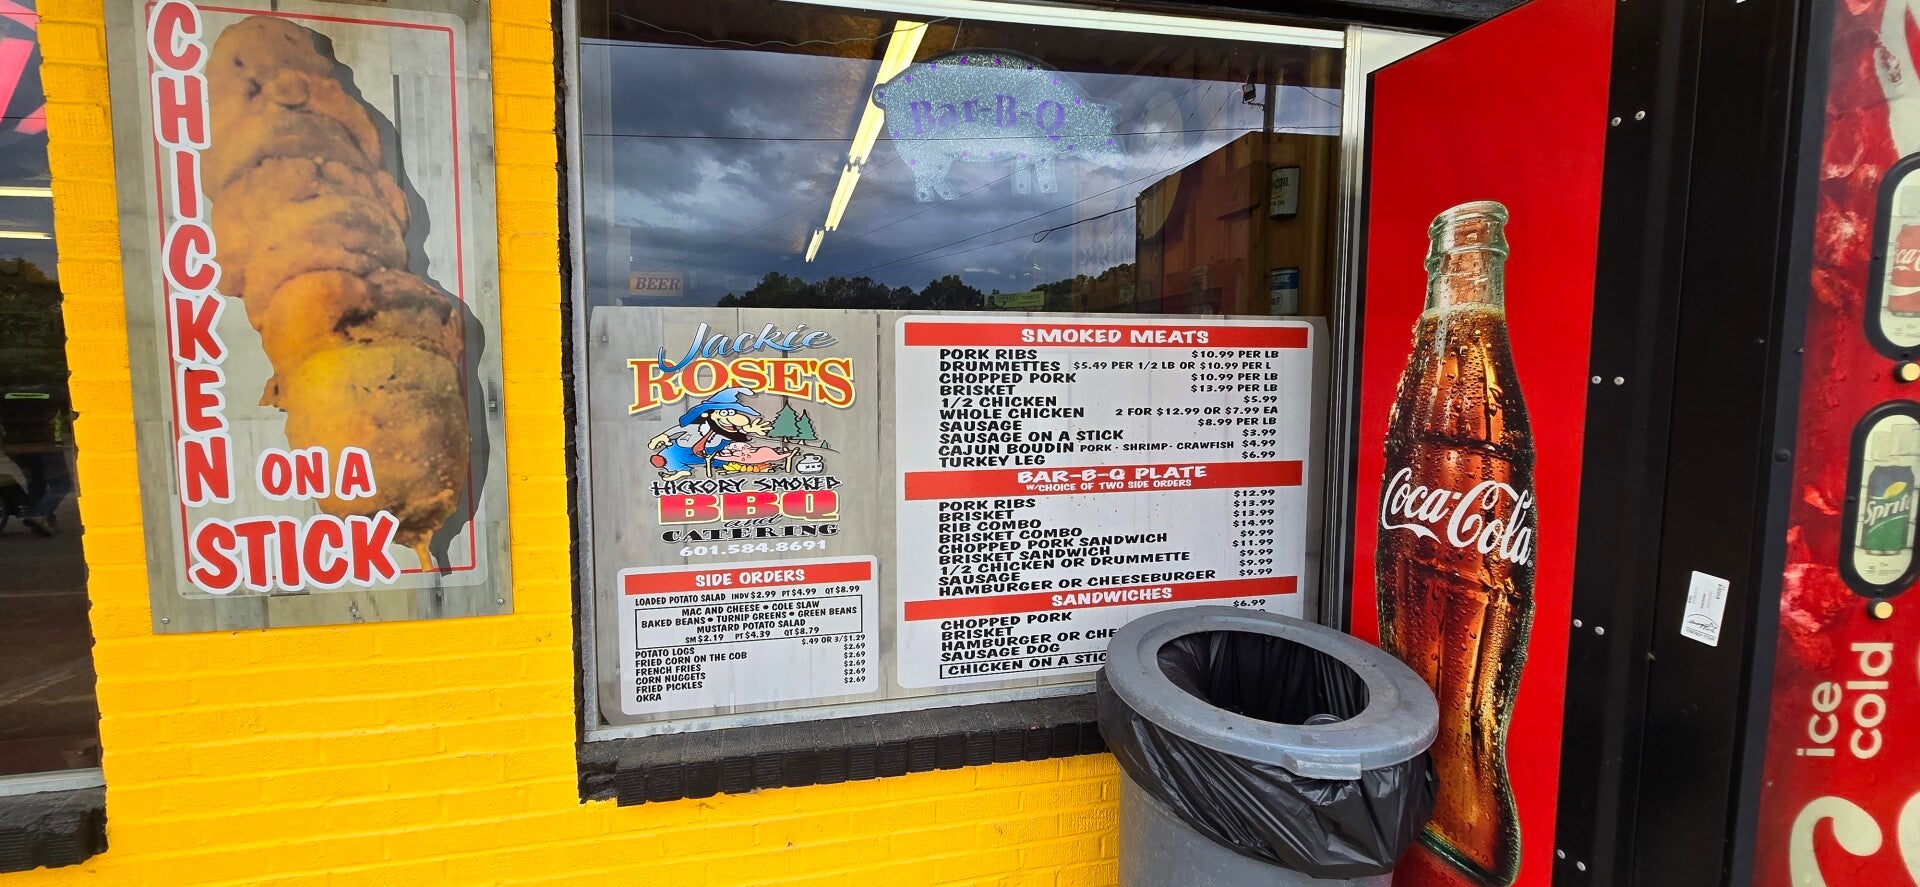 CHICKEN
ON A
STICK
Bar-B-Q
BEER
Jackie
ROSE'S
HICKORY SMOKED
BBQ
and
CATERING
601.584.8691
SIDE ORDERS
LOADED POTATO SALAD INDV $2.99 PT $4.99 QT $8.99
MAC AND CHEESE • COLE SLAW
BAKED BEANS • TURNIP GREENS • GREEN BEANS
MUSTARD POTATO SALAD
SM $2.19 PT $4.39 QT $8.79
POTATO LOGS $.49 OR 3/$1.29
FRIED CORN ON THE COB $2.69
FRENCH FRIES $2.69
CORN NUGGETS $2.69
FRIED PICKLES $2.69
OKRA $2.69
SMOKED MEATS
PORK RIBS $10.99 PER LB
DRUMMETTES $5.49 PER 1/2 LB OR $10.99 PER L
CHOPPED PORK $10.99 PER LB
BRISKET $13.99 PER LB
1/2 CHICKEN $5.99
WHOLE CHICKEN 2 FOR $12.99 OR $7.99 EA
SAUSAGE $8.99 PER LB
SAUSAGE ON A STICK $3.99
CAJUN BOUDIN PORK · SHRIMP · CRAWFISH $4.99
TURKEY LEG $6.99
BAR-B-Q PLATE
W/CHOICE OF TWO SIDE ORDERS
PORK RIBS $12.99
BRISKET $13.99
RIB COMBO $13.99
BRISKET COMBO $14.99
CHOPPED PORK SANDWICH $9.99
BRISKET SANDWICH $11.99
1/2 CHICKEN OR DRUMMETTE $9.99
SAUSAGE $9.99
HAMBURGER OR CHEESEBURGER $9.99
SANDWICHES
CHOPPED PORK $6.99
BRISKET
HAMBURGER OR CHE
SAUSAGE DOG
CHICKEN ON A STIC
Coca-Cola
Sprite
ice
cold